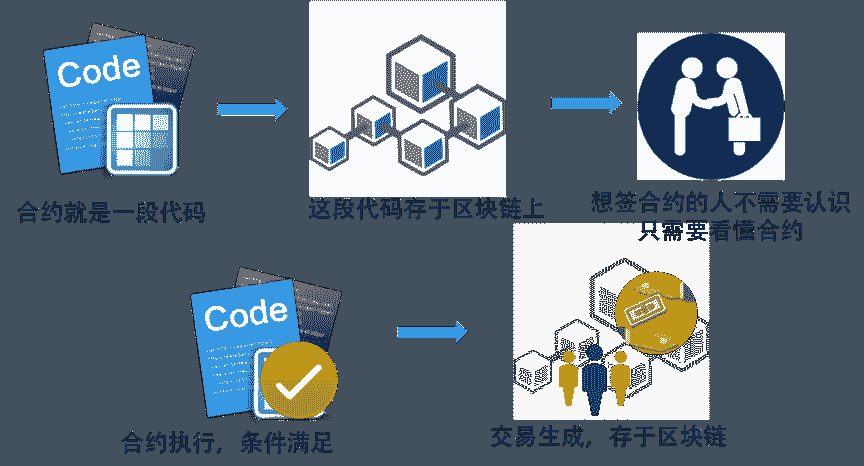 Code
合约就是一段代码
这段代码存于区块链上
想签合约的人不需要认识
只需要看懂合约
Code
合约执行，条件满足
交易生成，存于区块链